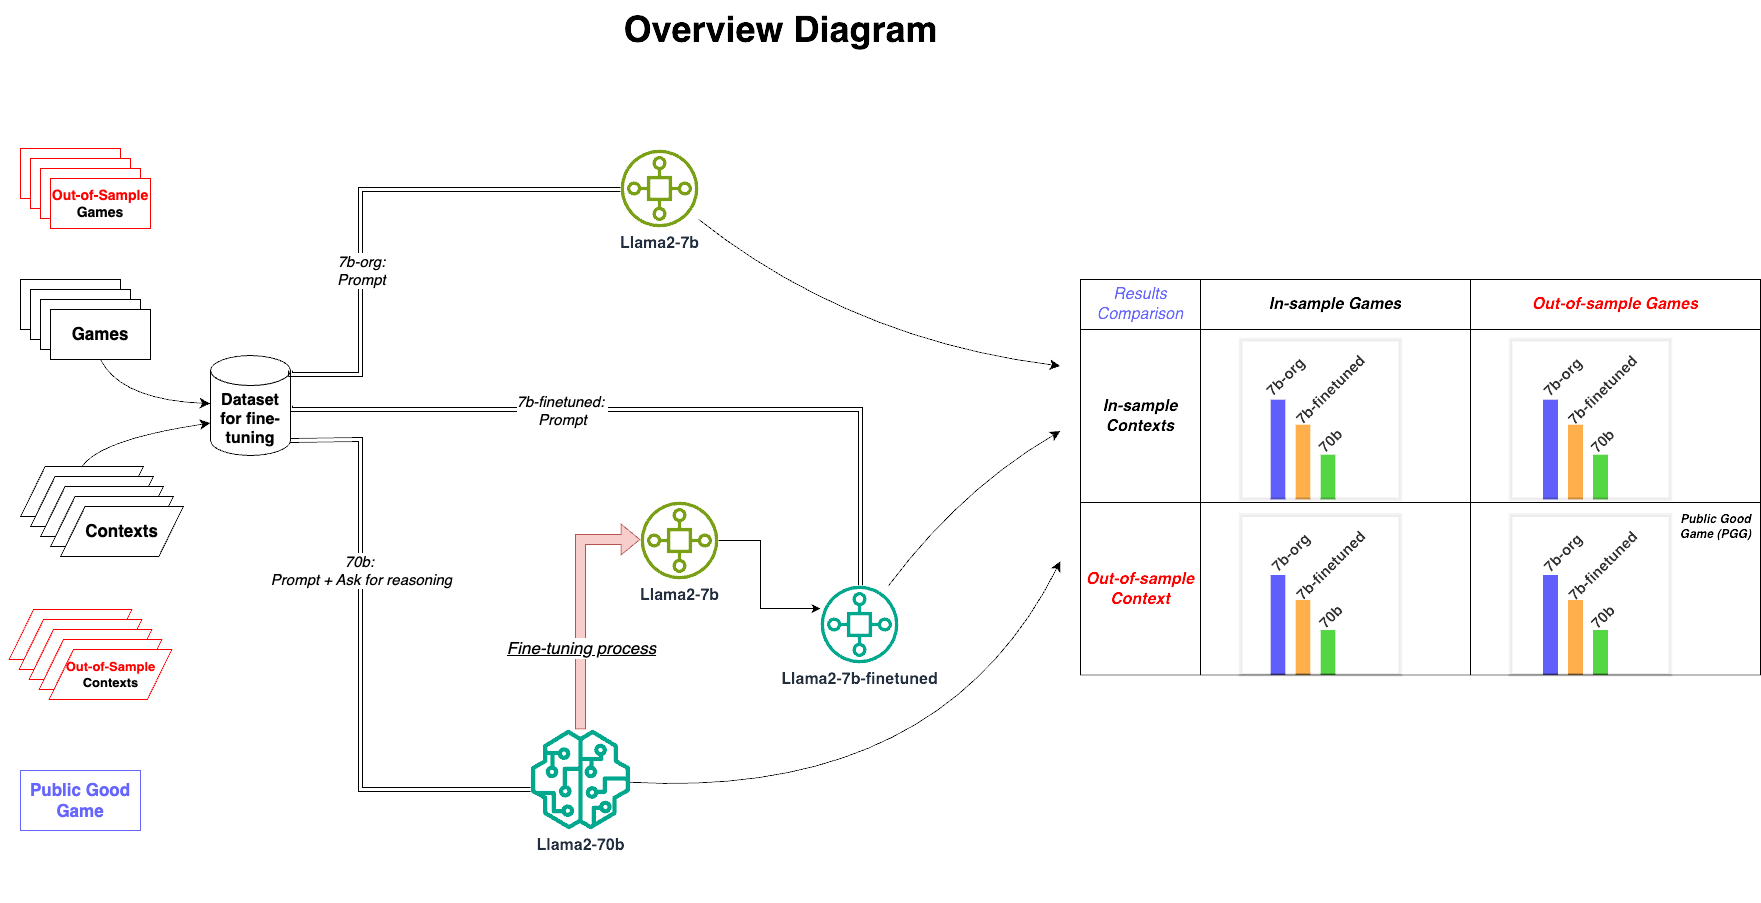 Overview Diagram
Out-of-Sample
Games
Games
Dataset
for fine-
tuning
Contexts
Out-of-Sample
Contexts
Public Good
Game
7b-org:
Prompt
7b-finetuned:
Prompt
70b:
Prompt + Ask for reasoning
Llama2-7b
Llama2-7b
Fine-tuning process
Llama2-7b-finetuned
Llama2-70b
Results
Comparison
In-sample Games
Out-of-sample Games
In-sample
Contexts
7b-org
7b-finetuned
70b
7b-org
7b-finetuned
70b
Out-of-sample
Context
7b-org
7b-finetuned
70b
7b-org
7b-finetuned
70b
Public Good
Game (PGG)